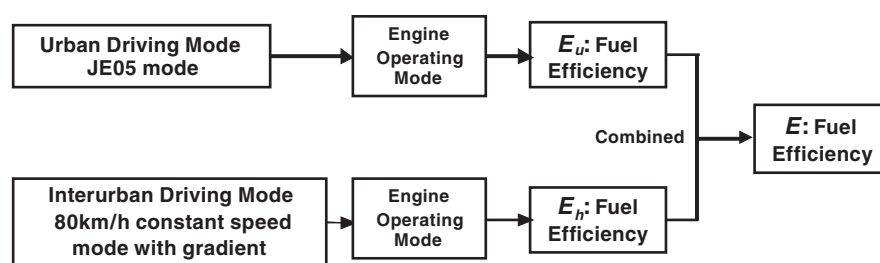 Urban Driving Mode
JE05 mode
Engine
Operating
Mode
Eu: Fuel
Efficiency
Combined
E: Fuel
Efficiency
Interurban Driving Mode
80km/h constant speed
mode with gradient
Engine
Operating
Mode
Eh: Fuel
Efficiency